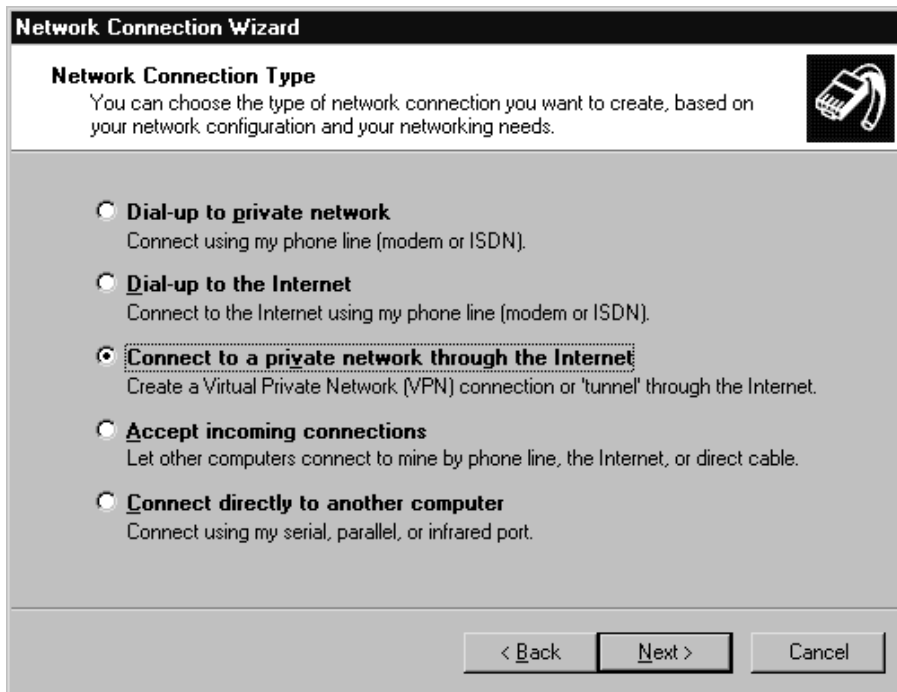 Network Connection Wizard
Network Connection Type
You can choose the type of network connection you want to create, based on
your network configuration and your networking needs.
Dial-up to private network
Connect using my phone line (modem or ISDN).
Dial-up to the Internet
Connect to the Internet using my phone line (modem or ISDN).
Connect to a private network through the Internet
Create a Virtual Private Network (VPN) connection or 'tunnel' through the Internet.
Accept incoming connections
Let other computers connect to mine by phone line, the Internet, or direct cable.
Connect directly to another computer
Connect using my serial, parallel, or infrared port.
< Back Next > Cancel